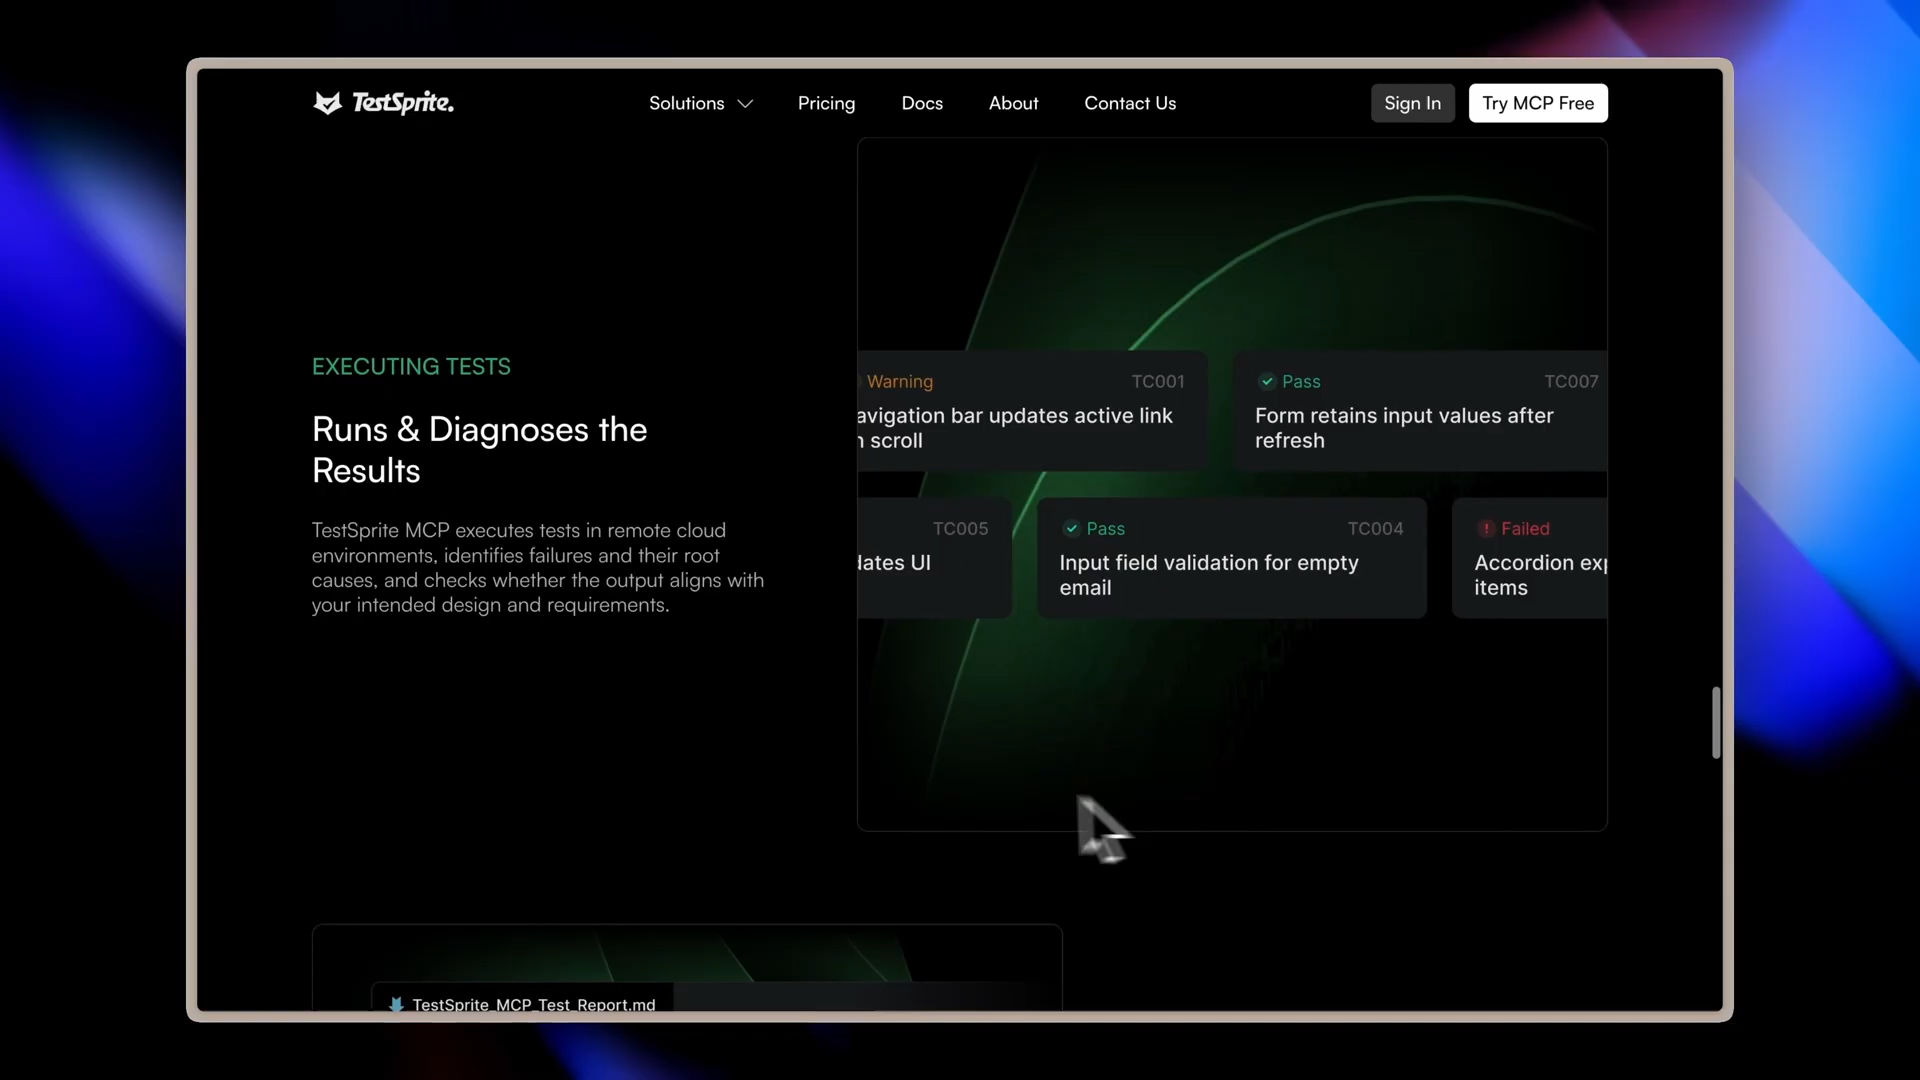 TestSprite.
Solutions
Pricing
Docs
About
Contact Us
Sign In
Try MCP Free
EXECUTING TESTS
Runs & Diagnoses the
Results
TestSprite MCP executes tests in remote cloud
environments, identifies failures and their root
causes, and checks whether the output aligns with
your intended design and requirements.
Warning
TC001
avigation bar updates active link
n scroll
Pass
TC007
Form retains input values after
refresh
TC005
dates UI
Pass
TC004
Input field validation for empty
email
Failed
Accordion exp
items
TestSprite_MCP_Test_Report.md